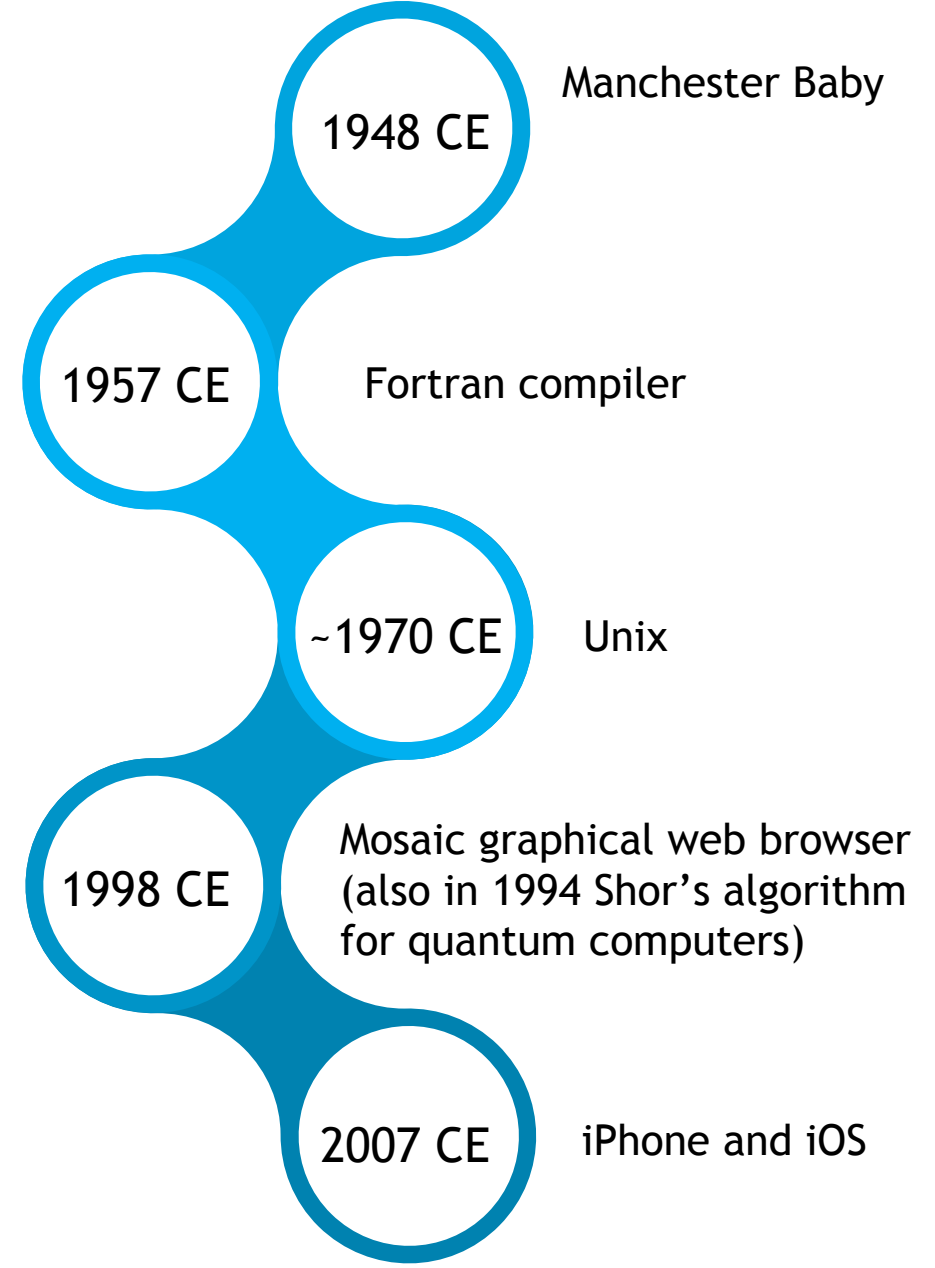 1948 CE
Manchester Baby
1957 CE
Fortran compiler
~1970 CE
Unix
1998 CE
Mosaic graphical web browser
(also in 1994 Shor’s algorithm
for quantum computers)
2007 CE
iPhone and iOS